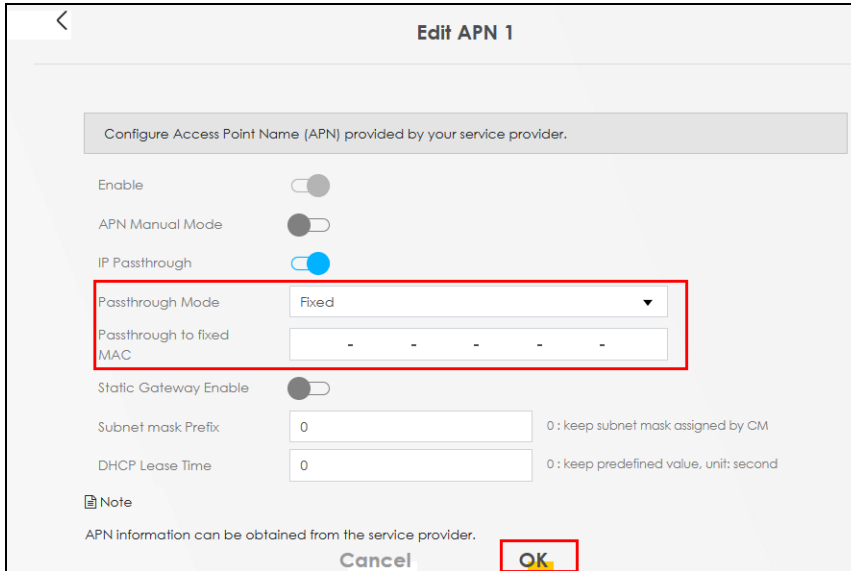 Edit APN 1
Configure Access Point Name (APN) provided by your service provider.
Enable
APN Manual Mode
IP Passthrough
Passthrough Mode Fixed
Passthrough to fixed
MAC
- - - - -
Static Gateway Enable
Subnet mask Prefix 0 0 : keep subnet mask assigned by CM
DHCP Lease Time 0 0 : keep predefined value, unit: second
Note
APN information can be obtained from the service provider.
Cancel OK